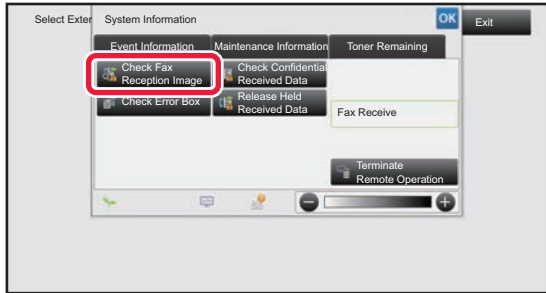 Select Exter
System Information
OK
Exit
Event Information
Maintenance Information
Toner Remaining
Check Fax
Reception Image
Check Confidential
Received Data
Check Error Box
Release Held
Received Data
Fax Receive
Terminate
Remote Operation